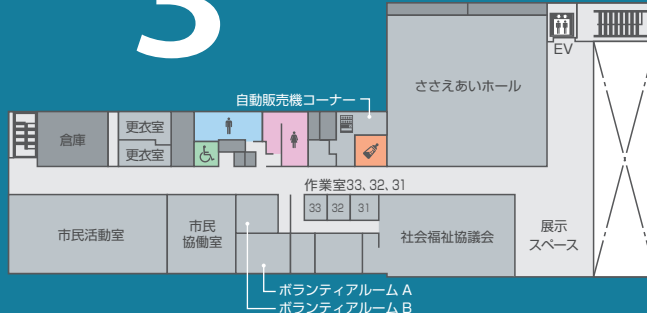 3
EV
ささえあいホール
自動販売機コーナー
倉庫
更衣室
更衣室
作業室33、32、31
33
32
31
市民活動室
市民
協働室
社会福祉協議会
展示
スペース
ボランティアルーム A
ボランティアルーム B